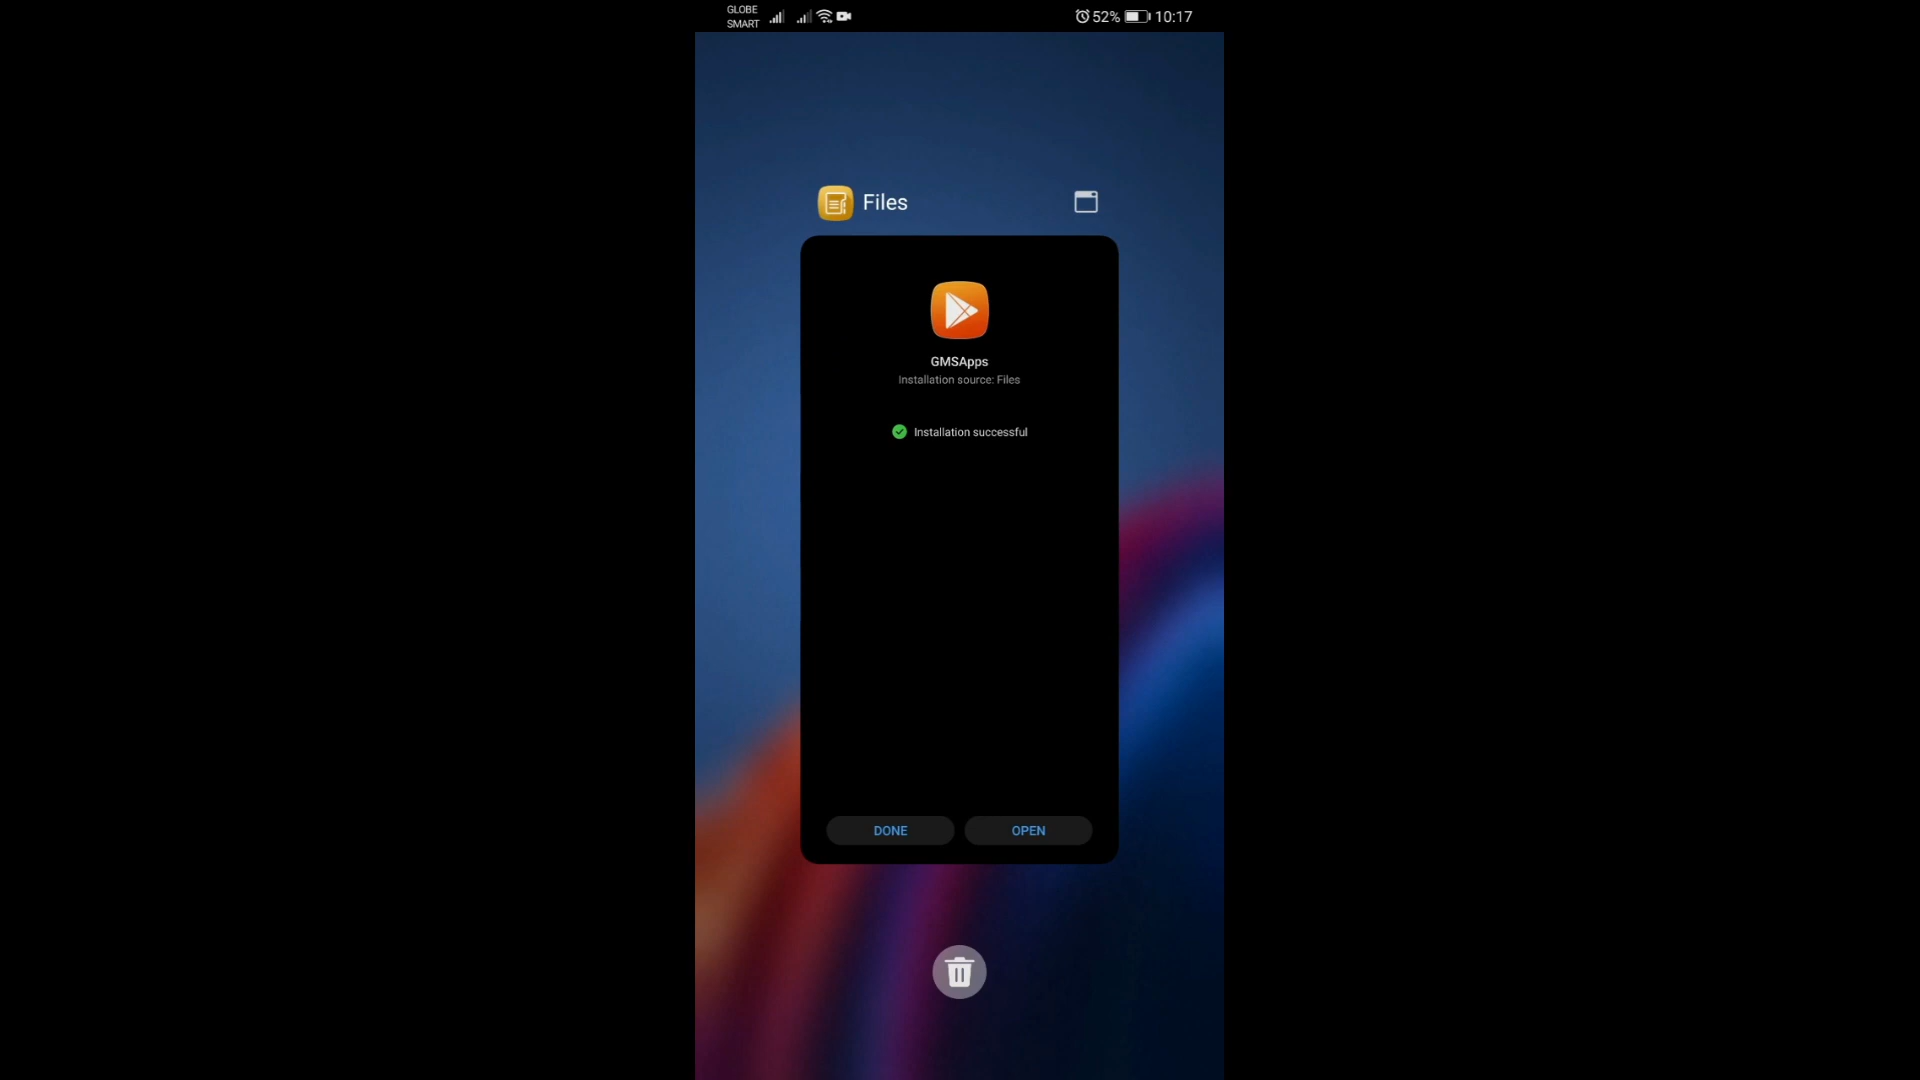 GLOBE
SMART
52% 10:17
Files
GMSApps
Installation source: Files
Installation successful
DONE OPEN